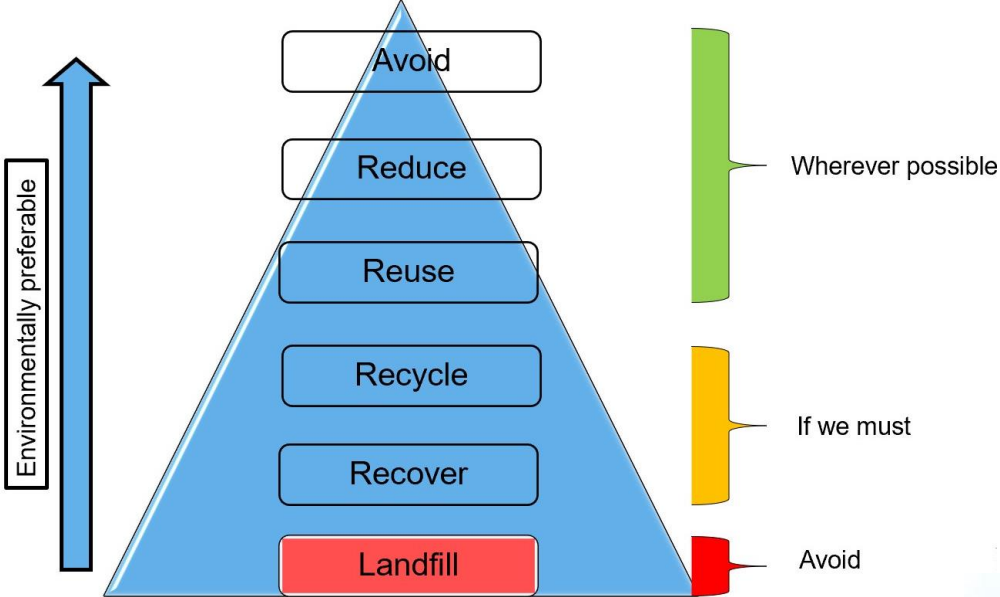 Avoid
Reduce
Reuse
Recycle
Recover
Landfill
Environmentally preferable
Wherever possible
If we must
Avoid